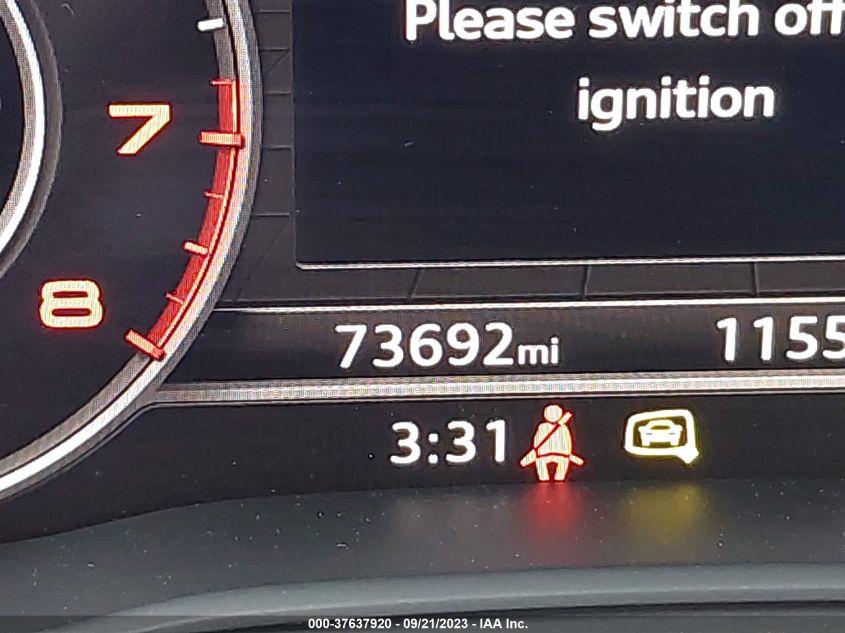 Please switch off
ignition
7
8
73692mi
1155
3:31
000-37637920 - 09/21/2023 - IAA Inc.